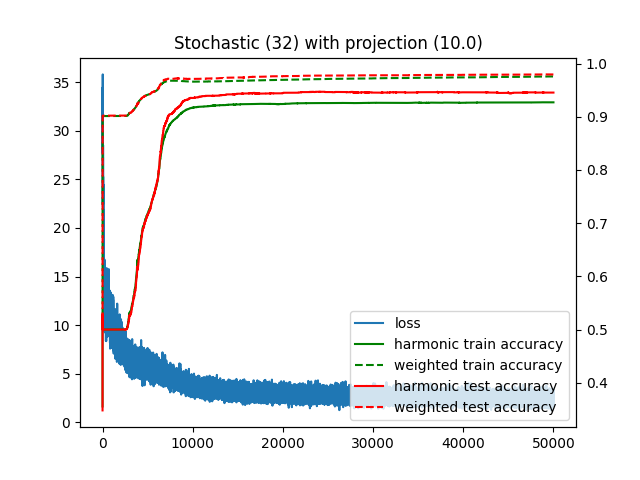 Stochastic (32) with projection (10.0)
35
30
25
20
15
10
5
0
1.0
0.9
0.8
0.7
0.6
0.5
0.4
loss
harmonic train accuracy
weighted train accuracy
harmonic test accuracy
weighted test accuracy
0 10000 20000 30000 40000 50000